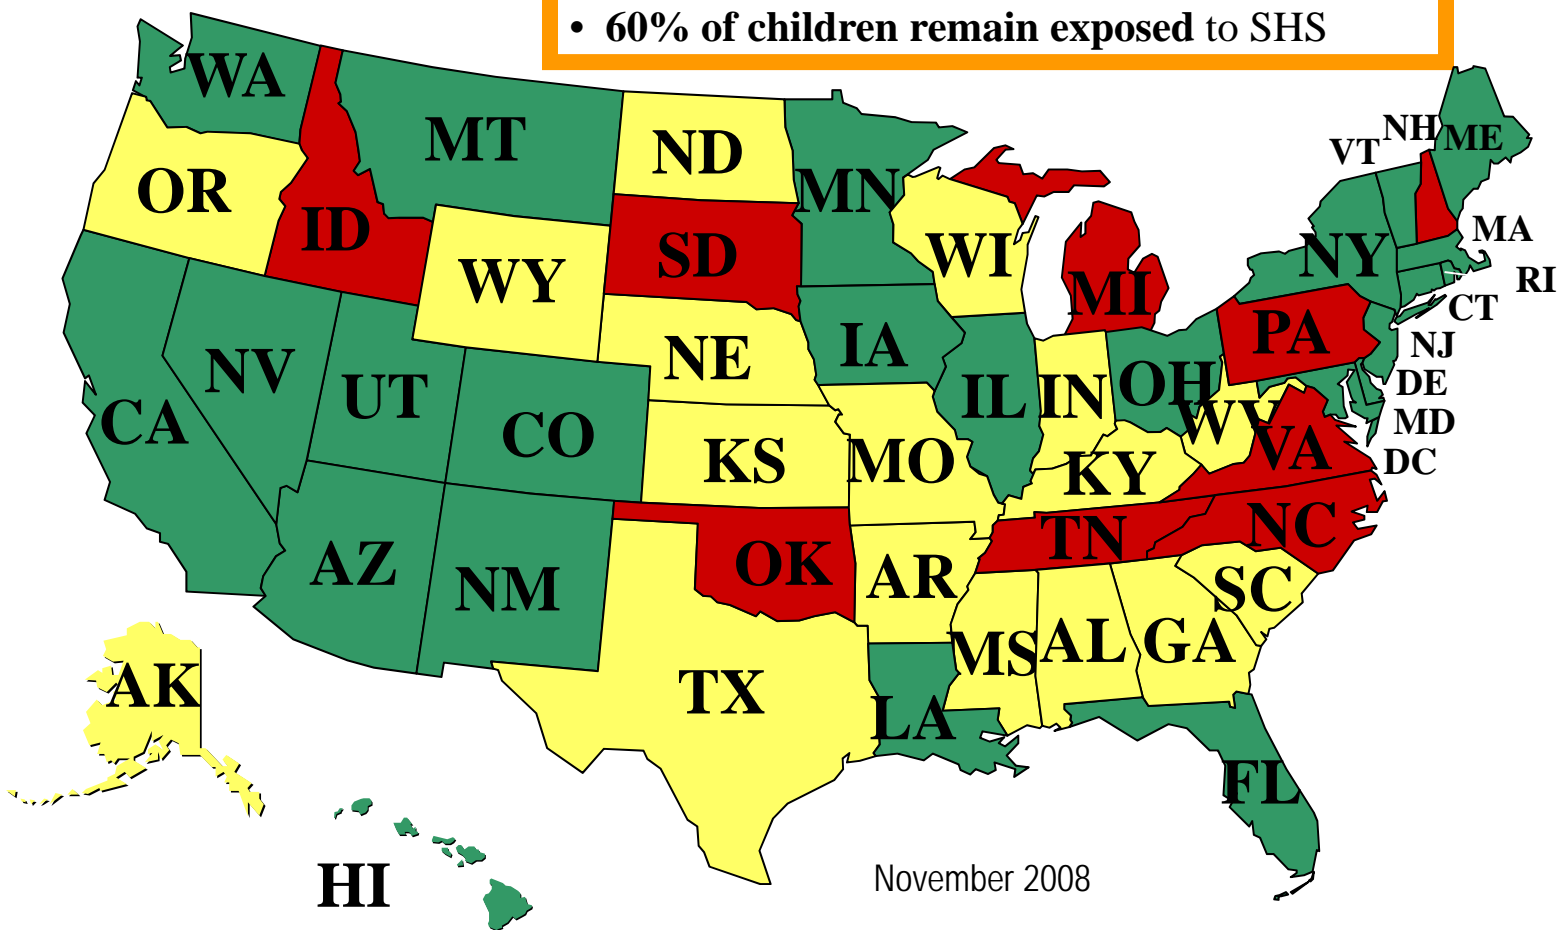 • 60% of children remain exposed to SHS
WA
MT
ND
MN
VT
NH
ME
OR
ID
SD
WI
MI
NY
MA
RI
WY
CT
NV
UT
NE
IA
PA
NJ
CA
CO
KS
MO
IL
IN
OH
WV
VA
DE
MD
DC
KY
AZ
NM
OK
AR
TN
NC
SC
AK
TX
LA
MS
AL
GA
FL
HI
November 2008